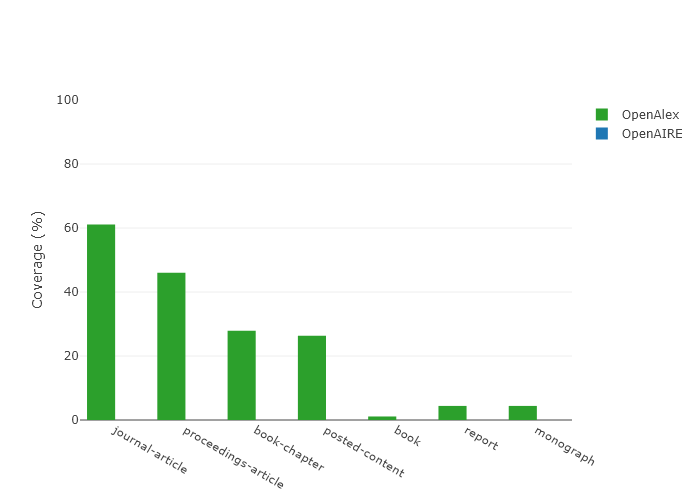 100
80
60
40
20
0
Coverage (%)
journal-article
proceedings-article
book-chapter
posted-content
book
report
monograph
OpenAlex
OpenAIRE